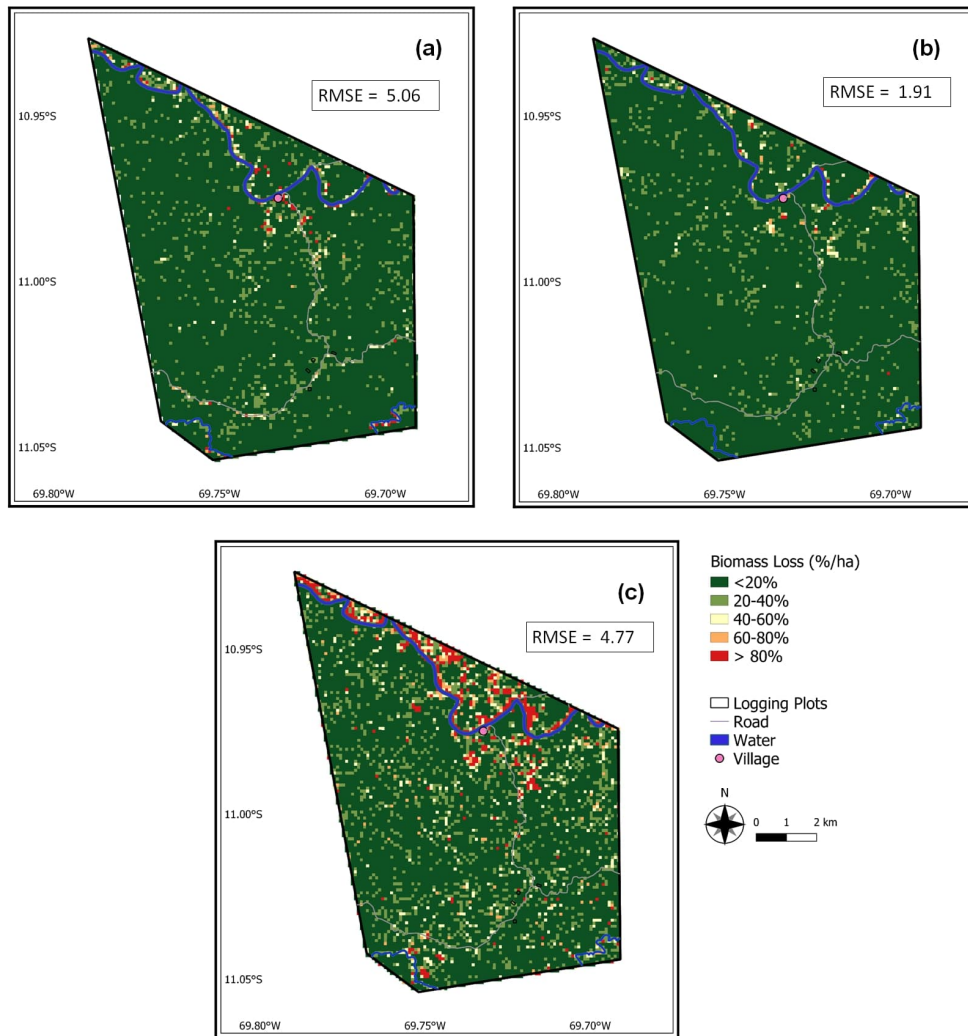 (a)
RMSE = 5.06
10.95°S
11.00°S
11.05°S
69.80°W 69.75°W 69.70°W
(b)
RMSE = 1.91
10.95°S
11.00°S
11.05°S
69.80°W 69.75°W 69.70°W
(c)
RMSE = 4.77
10.95°S
11.00°S
11.05°S
69.80°W 69.75°W 69.70°W
Biomass Loss (%/ha)
<20%
20-40%
40-60%
60-80%
> 80%
Logging Plots
Road
Water
Village
N
0 1 2 km